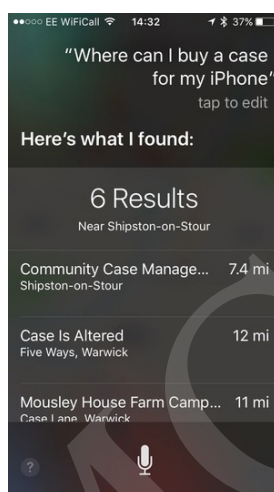 EE WiFiCall 14:32 37%
“Where can I buy a case
for my iPhone”
tap to edit
Here’s what I found:
6 Results
Near Shipston-on-Stour
Community Case Manage... 7.4 mi
Shipston-on-Stour
Case Is Altered 12 mi
Five Ways, Warwick
Mousley House Farm Camp... 11 mi
Case Lane, Warwick
?